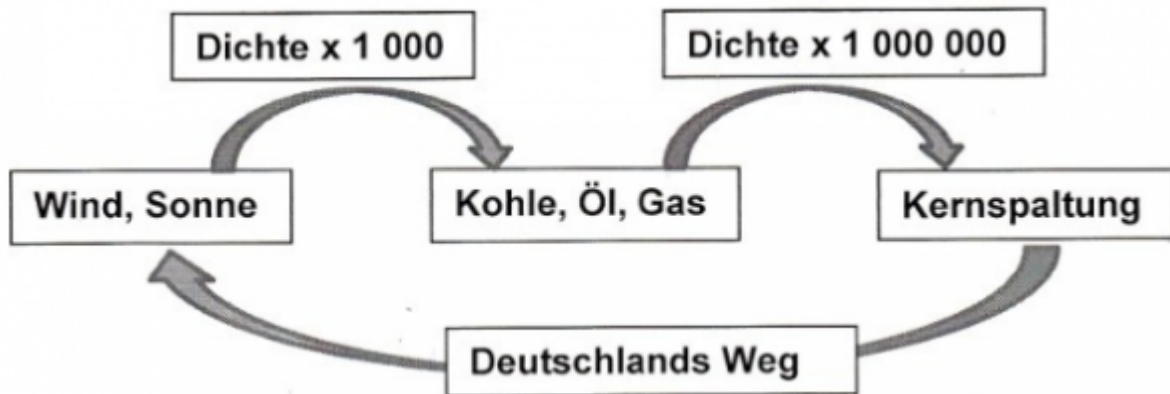 Dichte x 1 000
Dichte x 1 000 000
Wind, Sonne
Kohle, Öl, Gas
Kernspaltung
Deutschlands Weg